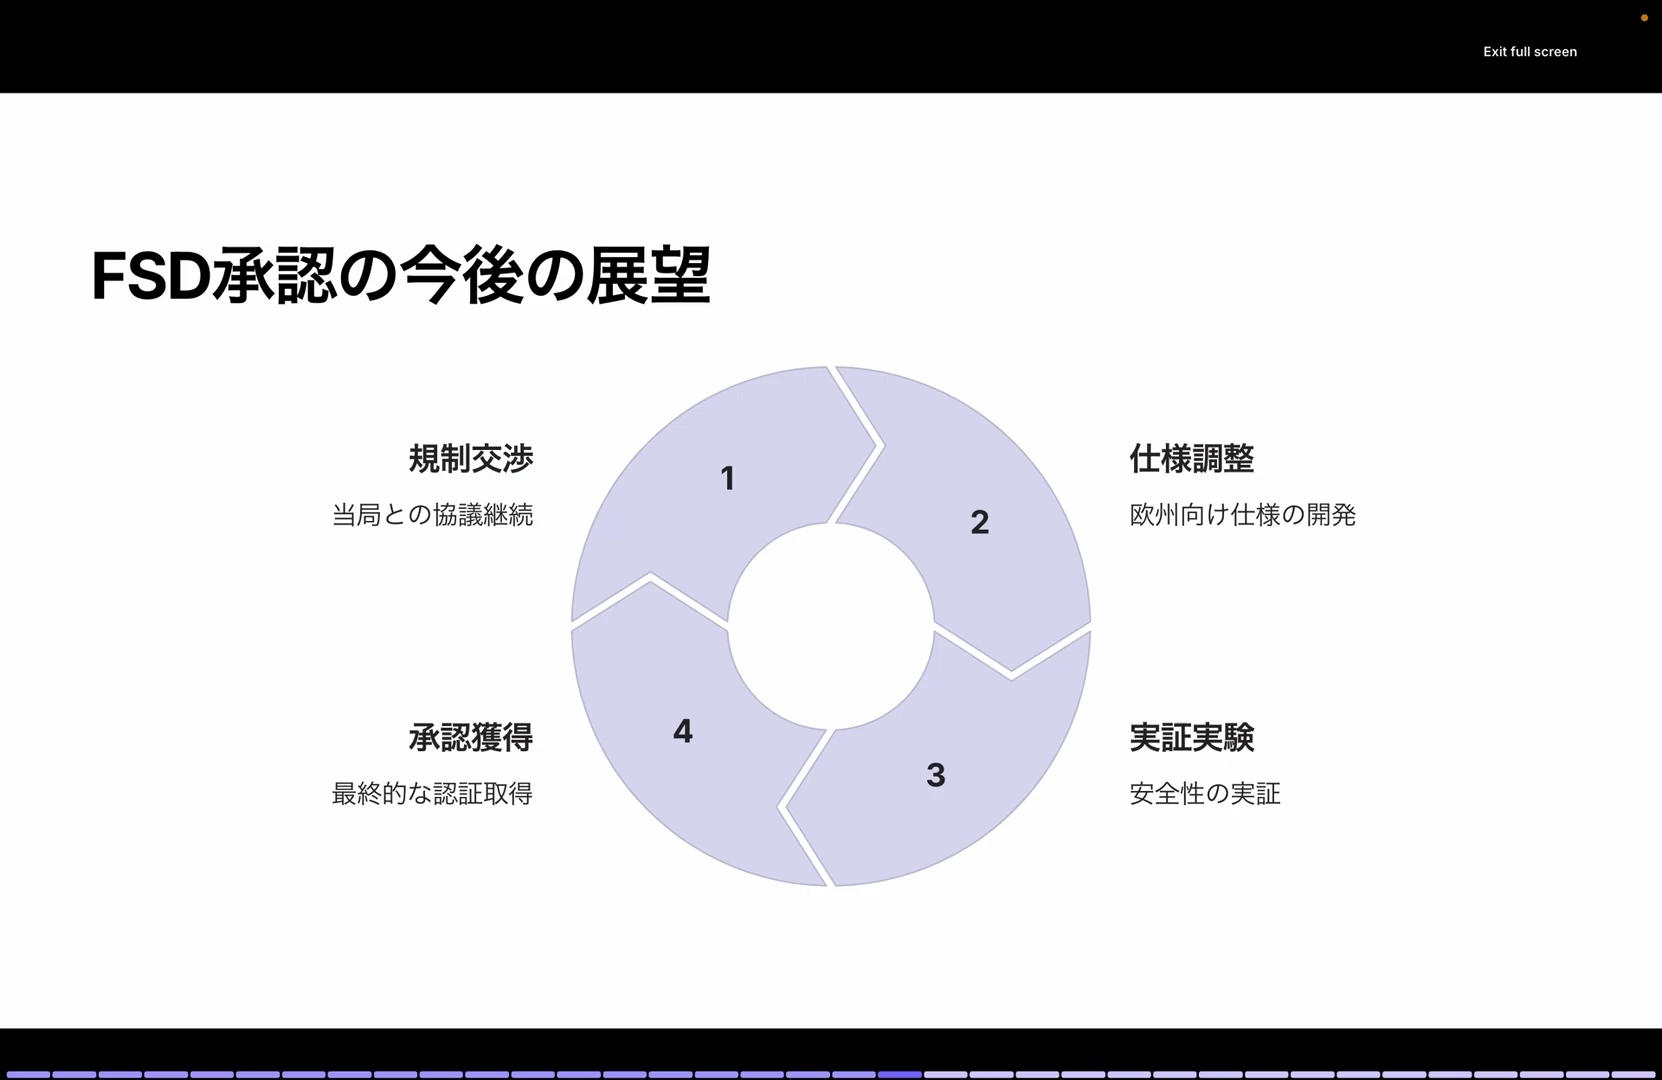 Exit full screen
FSD承認の今後の展望
1
規制交渉
当局との協議継続
2
仕様調整
欧州向け仕様の開発
3
実証実験
安全性の実証
4
承認獲得
最終的な認証取得